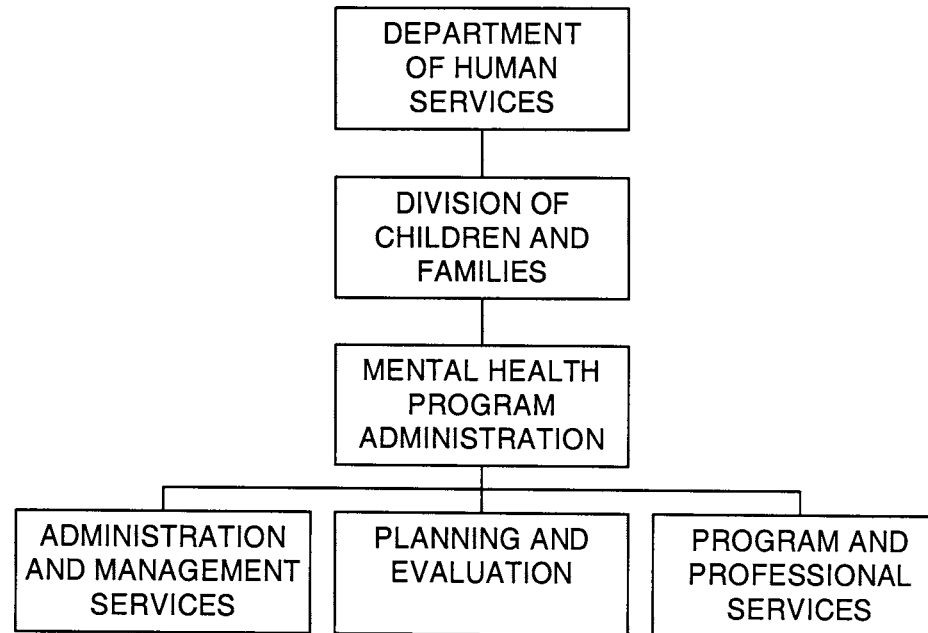 DEPARTMENT
OF HUMAN
SERVICES
DIVISION OF
CHILDREN AND
FAMILIES
MENTAL HEALTH
PROGRAM
ADMINISTRATION
ADMINISTRATION
AND MANAGEMENT
SERVICES
PLANNING AND
EVALUATION
PROGRAM AND
PROFESSIONAL
SERVICES